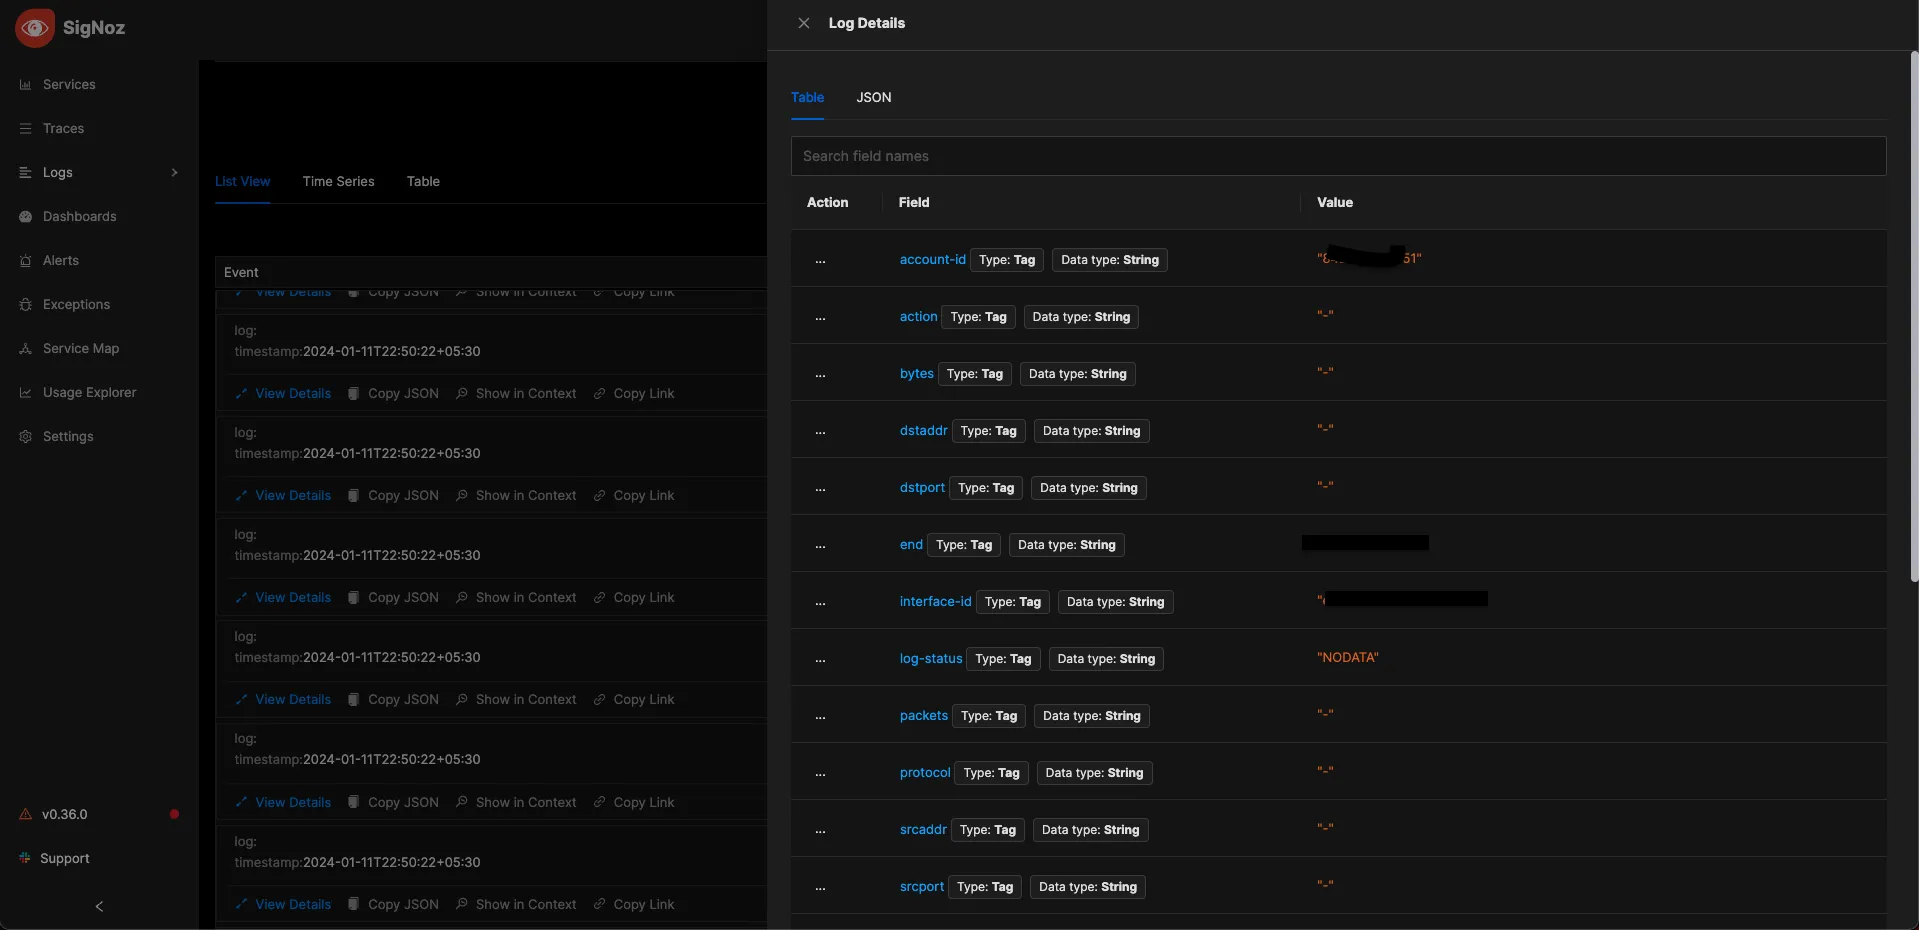 SigNoz
Services
Traces
Logs
Dashboards
Alerts
Exceptions
Service Map
Usage Explorer
Settings
v0.36.0
Support
List View Time Series Table
Event
View Details Copy JSON Show in Context Copy Link
log:
timestamp:2024-01-11T22:50:22+05:30
View Details Copy JSON Show in Context Copy Link
log:
timestamp:2024-01-11T22:50:22+05:30
View Details Copy JSON Show in Context Copy Link
log:
timestamp:2024-01-11T22:50:22+05:30
View Details Copy JSON Show in Context Copy Link
log:
timestamp:2024-01-11T22:50:22+05:30
View Details Copy JSON Show in Context Copy Link
log:
timestamp:2024-01-11T22:50:22+05:30
View Details Copy JSON Show in Context Copy Link
log:
timestamp:2024-01-11T22:50:22+05:30
View Details Copy JSON Show in Context Copy Link
Log Details
Table JSON
Search field names
Action Field Value
... account-id Type: Tag Data type: String
... action Type: Tag Data type: String "-"
... bytes Type: Tag Data type: String "-"
... dstaddr Type: Tag Data type: String "-"
... dstport Type: Tag Data type: String "-"
... end Type: Tag Data type: String
... interface-id Type: Tag Data type: String
... log-status Type: Tag Data type: String "NODATA"
... packets Type: Tag Data type: String "-"
... protocol Type: Tag Data type: String "-"
... srcaddr Type: Tag Data type: String "-"
... srcport Type: Tag Data type: String "-"